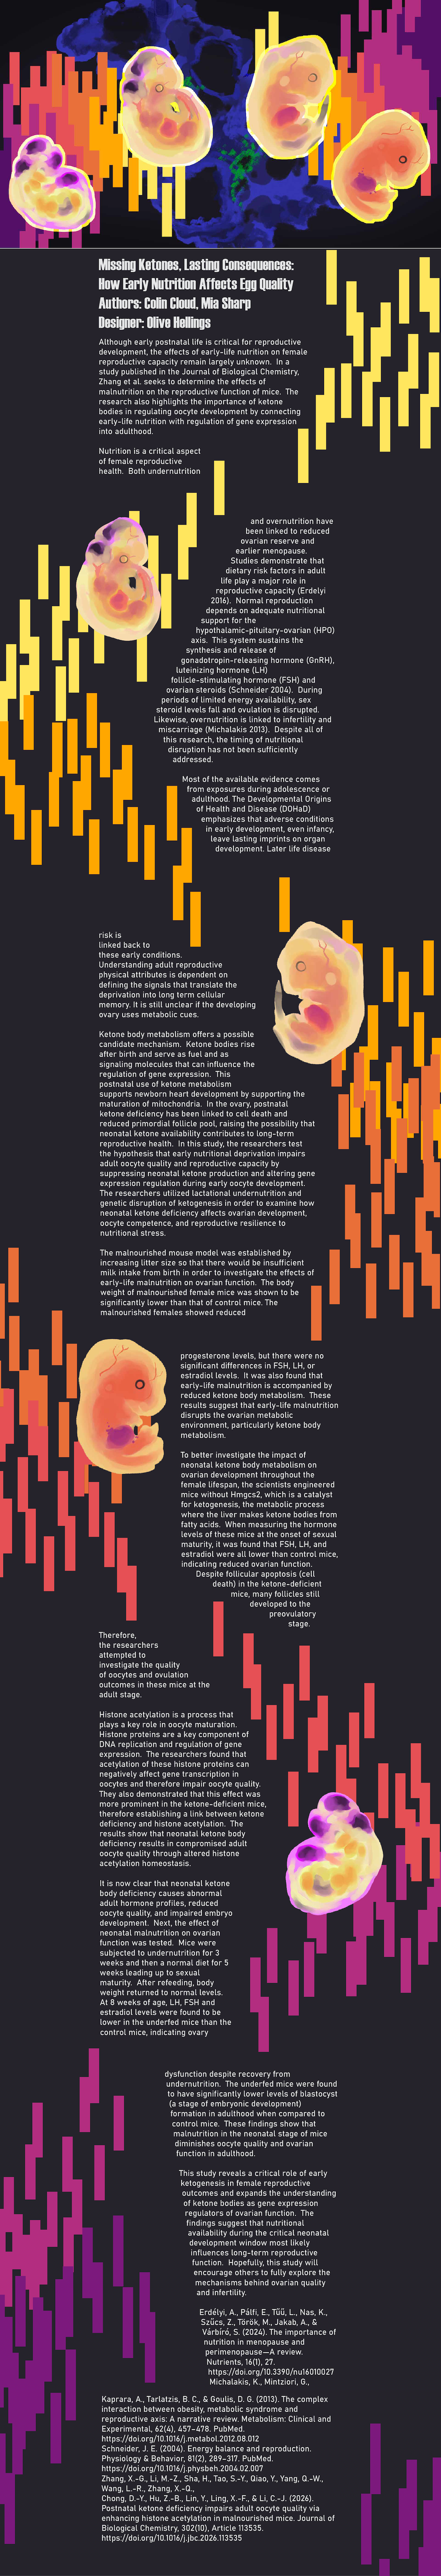 Missing Ketones, Lasting Consequences:
How Early Nutrition Affects Egg Quality
Authors: Colin Cloud, Mia Sharp
Designer: Olive Hellings
Although early postnatal life is critical for reproductive
development, the effects of early-life nutrition on female
reproductive capacity remain largely unknown. In a
study published in the Journal of Biological Chemistry,
Zhang et al. seeks to determine the effects of
malnutrition on the reproductive function of mice. The
research also highlights the importance of ketone
bodies in regulating oocyte development by connecting
early-life nutrition with regulation of gene expression
into adulthood.
Nutrition is a critical aspect
of female reproductive
health. Both undernutrition
and overnutrition have
been linked to reduced
ovarian reserve and
earlier menopause.
Studies demonstrate that
dietary risk factors in adult
life play a major role in
reproductive capacity (Erdelyi
2016). Normal reproduction
depends on adequate nutritional
support for the
hypothalamic-pituitary-ovarian (HPO)
axis. This system sustains the
synthesis and release of
gonadotropin-releasing hormone (GnRH),
luteinizing hormone (LH)
follicle-stimulating hormone (FSH) and
ovarian steroids (Schneider 2004). During
periods of limited energy availability, sex
steroid levels fall and ovulation is disrupted.
Likewise, overnutrition is linked to infertility and
miscarriage (Michalakis 2013). Despite all of
this research, the timing of nutritional
disruption has not been sufficiently
addressed.
Most of the available evidence comes
from exposures during adolescence or
adulthood. The Developmental Origins
of Health and Disease (DOHaD)
emphasizes that adverse conditions
in early development, even infancy,
leave lasting imprints on organ
development. Later life disease
risk is
linked back to
these early conditions.
Understanding adult reproductive
physical attributes is dependent on
defining the signals that translate the
deprivation into long term cellular
memory. It is still unclear if the developing
ovary uses metabolic cues.
Ketone body metabolism offers a possible
candidate mechanism. Ketone bodies rise
after birth and serve as fuel and as
signaling molecules that can influence the
regulation of gene expression. This
postnatal use of ketone metabolism
supports newborn heart development by supporting the
maturation of mitochondria. In the ovary, postnatal
ketone deficiency has been linked to cell death and
reduced primordial follicle pool, raising the possibility that
neonatal ketone availability contributes to long-term
reproductive health. In this study, the researchers test
the hypothesis that early nutritional deprivation impairs
adult oocyte quality and reproductive capacity by
suppressing neonatal ketone production and altering gene
expression regulation during early oocyte development.
The researchers utilized lactational undernutrition and
genetic disruption of ketogenesis in order to examine how
neonatal ketone deficiency affects ovarian development,
oocyte competence, and reproductive resilience to
nutritional stress.
The malnourished mouse model was established by
increasing litter size so that there would be insufficient
milk intake from birth in order to investigate the effects of
early-life malnutrition on ovarian function. The body
weight of malnourished female mice was shown to be
significantly lower than that of control mice. The
malnourished females showed reduced
progesterone levels, but there were no
significant differences in FSH, LH, or
estradiol levels. It was also found that
early-life malnutrition is accompanied by
reduced ketone body metabolism. These
results suggest that early-life malnutrition
disrupts the ovarian metabolic
environment, particularly ketone body
metabolism.
To better investigate the impact of
neonatal ketone body metabolism on
ovarian development throughout the
female lifespan, the scientists engineered
mice without Hmgcs2, which is a catalyst
for ketogenesis, the metabolic process
where the liver makes ketone bodies from
fatty acids. When measuring the hormone
levels of these mice at the onset of sexual
maturity, it was found that FSH, LH, and
estradiol were all lower than control mice,
indicating reduced ovarian function.
Despite follicular apoptosis (cell
death) in the ketone-deficient
mice, many follicles still
developed to the
preovulatory
stage.
Therefore,
the researchers
attempted to
investigate the quality
of oocytes and ovulation
outcomes in these mice at the
adult stage.
Histone acetylation is a process that
plays a key role in oocyte maturation.
Histone proteins are a key component of
DNA replication and regulation of gene
expression. The researchers found that
acetylation of these histone proteins can
negatively affect gene transcription in
oocytes and therefore impair oocyte quality.
They also demonstrated that this effect was
more prominent in the ketone-deficient mice,
therefore establishing a link between ketone
deficiency and histone acetylation. The
results show that neonatal ketone body
deficiency results in compromised adult
oocyte quality through altered histone
acetylation homeostasis.
It is now clear that neonatal ketone
body deficiency causes abnormal
adult hormone profiles, reduced
oocyte quality, and impaired embryo
development. Next, the effect of
neonatal malnutrition on ovarian
function was tested. Mice were
subjected to undernutrition for 3
weeks and then a normal diet for 5
weeks leading up to sexual
maturity. After refeeding, body
weight returned to normal levels.
At 8 weeks of age, LH, FSH and
estradiol levels were found to be
lower in the underfed mice than the
control mice, indicating ovary
dysfunction despite recovery from
undernutrition. The underfed mice were found
to have significantly lower levels of blastocyst
(a stage of embryonic development)
formation in adulthood when compared to
control mice. These findings show that
malnutrition in the neonatal stage of mice
diminishes oocyte quality and ovarian
function in adulthood.
This study reveals a critical role of early
ketogenesis in female reproductive
outcomes and expands the understanding
of ketone bodies as gene expression
regulators of ovarian function. The
findings suggest that nutritional
availability during the critical neonatal
development window most likely
influences long-term reproductive
function. Hopefully, this study will
encourage others to fully explore the
mechanisms behind ovarian quality
and infertility.
Erdélyi, A., Pálfi, E., Tűű, L., Nas, K.,
Szűcs, Z., Török, M., Jakab, A., &
Várbíró, S. (2024). The importance of
nutrition in menopause and
perimenopause—A review.
Nutrients, 16(1), 27.
https://doi.org/10.3390/nu16010027
Michalakis, K., Mintziori, G.,
Kaprara, A., Tarlatzis, B. C., & Goulis, D. G. (2013). The complex
interaction between obesity, metabolic syndrome and
reproductive axis: A narrative review. Metabolism: Clinical and
Experimental, 62(4), 457–478. PubMed.
https://doi.org/10.1016/j.metabol.2012.08.012
Schneider, J. E. (2004). Energy balance and reproduction.
Physiology & Behavior, 81(2), 289–317. PubMed.
https://doi.org/10.1016/j.physbeh.2004.02.007
Zhang, X.-G., Li, M.-Z., Sha, H., Tao, S.-Y., Qiao, Y., Yang, Q.-W.,
Wang, L.-R., Zhang, X.-Q.,
Chong, D.-Y., Hu, Z.-B., Lin, Y., Ling, X.-F., & Li, C.-J. (2026).
Postnatal ketone deficiency impairs adult oocyte quality via
enhancing histone acetylation in malnourished mice. Journal of
Biological Chemistry, 302(10), Article 113535.
https://doi.org/10.1016/j.jbc.2026.113535